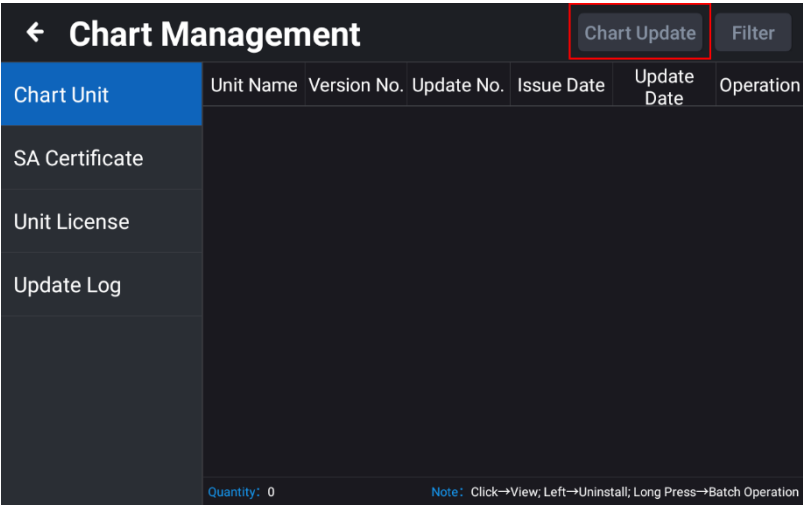 Chart Management
Chart Update
Filter
Chart Unit
SA Certificate
Unit License
Update Log
Unit Name
Version No.
Update No.
Issue Date
Update
Date
Operation
Quantity: 0
Note: Click→View; Left→Uninstall; Long Press→Batch Operation